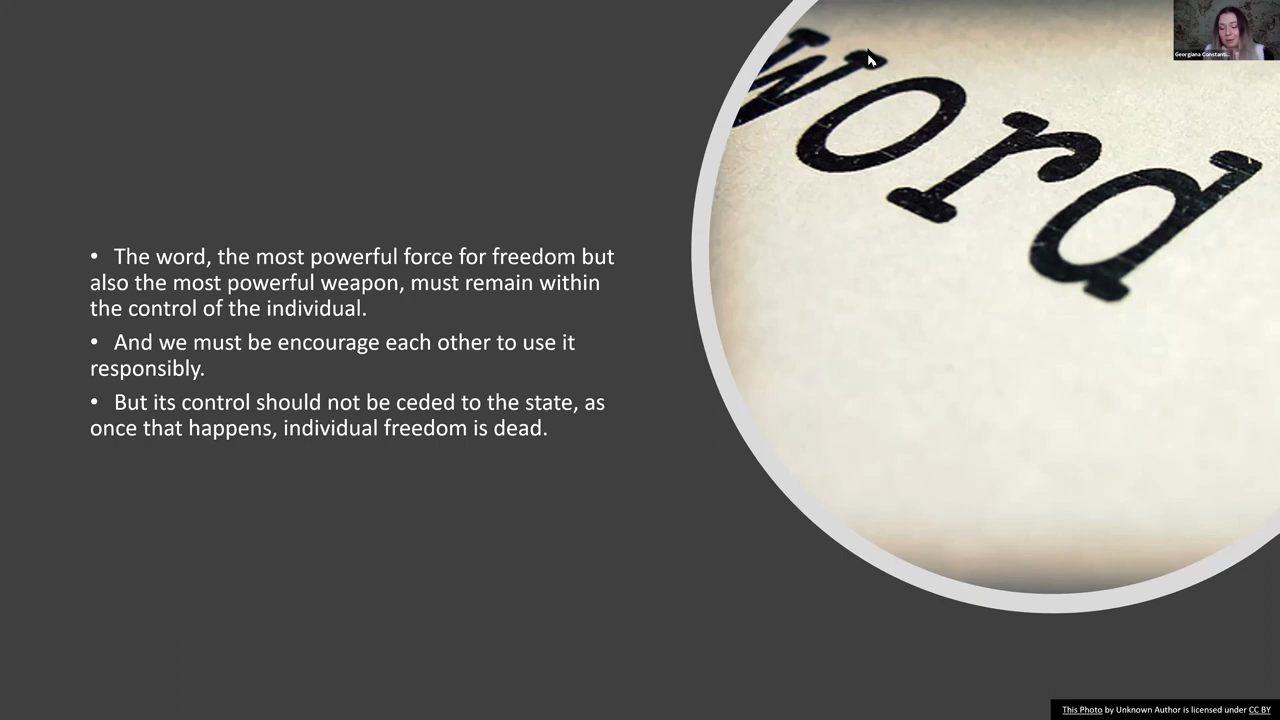 word
Georgiana Constanti...
• The word, the most powerful force for freedom but
also the most powerful weapon, must remain within
the control of the individual.
• And we must be encourage each other to use it
responsibly.
• But its control should not be ceded to the state, as
once that happens, individual freedom is dead.
This Photo by Unknown Author is licensed under CC BY